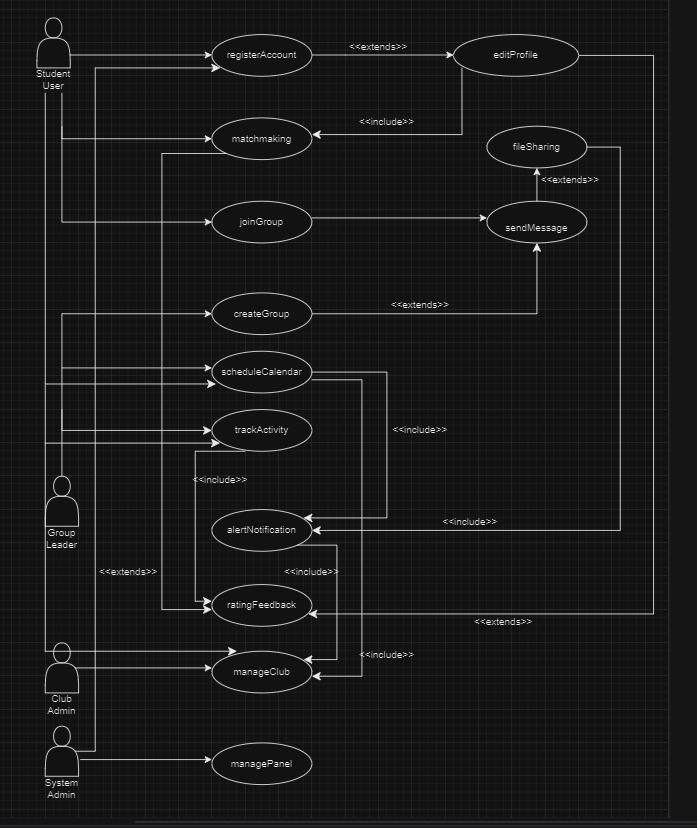 registerAccount
<<extends>>
editProfile
Student
User
<<include>>
matchmaking
fileSharing
<<extends>>
joinGroup
sendMessage
<<extends>>
createGroup
scheduleCalendar
trackActivity
<<include>>
<<include>>
alertNotification
<<include>>
Group
Leader
<<extends>>
<<include>>
ratingFeedback
<<extends>>
<<include>>
manageClub
Club
Admin
managePanel
System
Admin